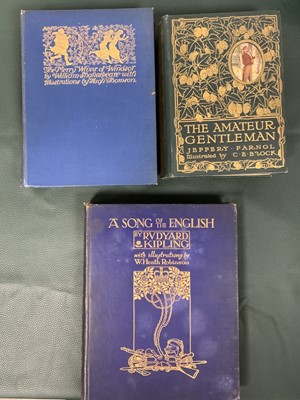 The Merry Wives of Windsor
by William Shakespeare with
Illustrations by Hugh Thomson.
THE AMATEUR
GENTLEMAN
JEFFERY FARNOL
Illustrated by C E BROCK
A SONG OF THE ENGLISH
BY RVDYARD
KIPLING
with illustrations by
W. Heath Robinson